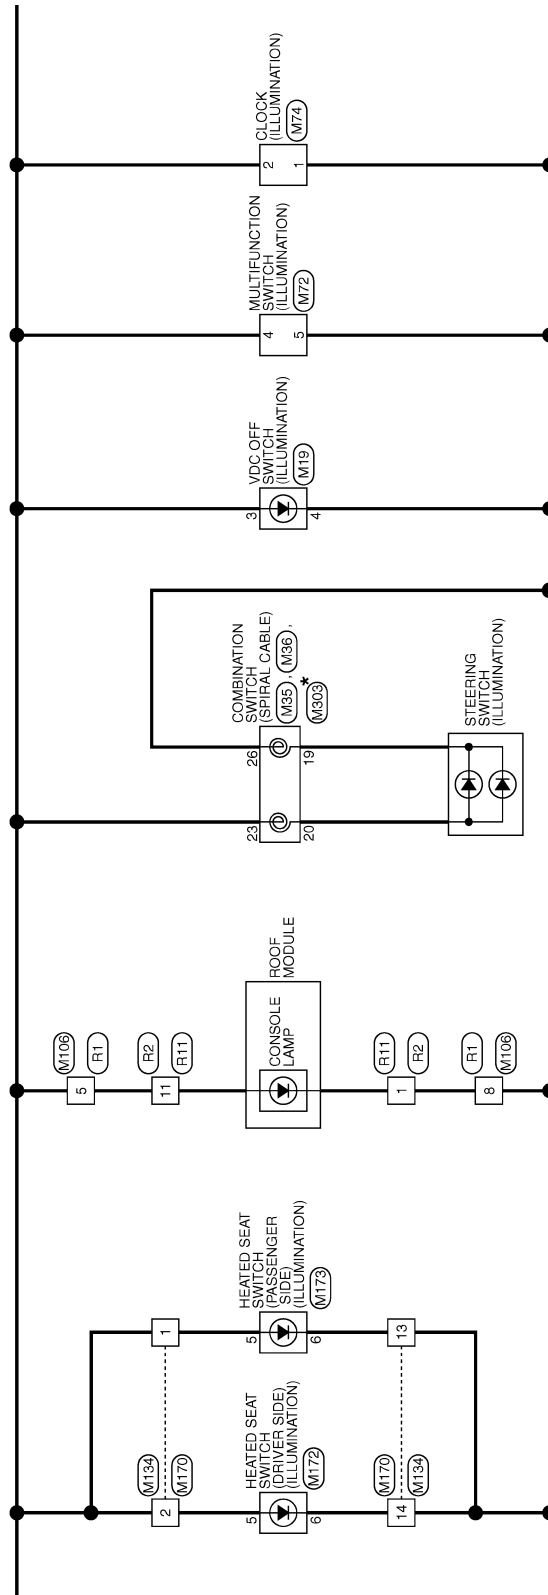 2
M134
M170
5
HEATED SEAT
SWITCH
(DRIVER SIDE)
(ILLUMINATION)
M172
6
14
M170
M134
1
5
HEATED SEAT
SWITCH
(PASSENGER
SIDE)
(ILLUMINATION)
M173
6
13
5
M106
R1
11
R2
R11
CONSOLE
LAMP
ROOF
MODULE
1
R11
R2
8
R1
M106
23
26
COMBINATION
SWITCH
(SPIRAL CABLE)
M35 , M36 ,
M303 *
20
19
STEERING
SWITCH
(ILLUMINATION)
3
VDC OFF
SWITCH
(ILLUMINATION)
M19
4
4
MULTIFUNCTION
SWITCH
(ILLUMINATION)
M72
5
2
CLOCK
(ILLUMINATION)
M74
1